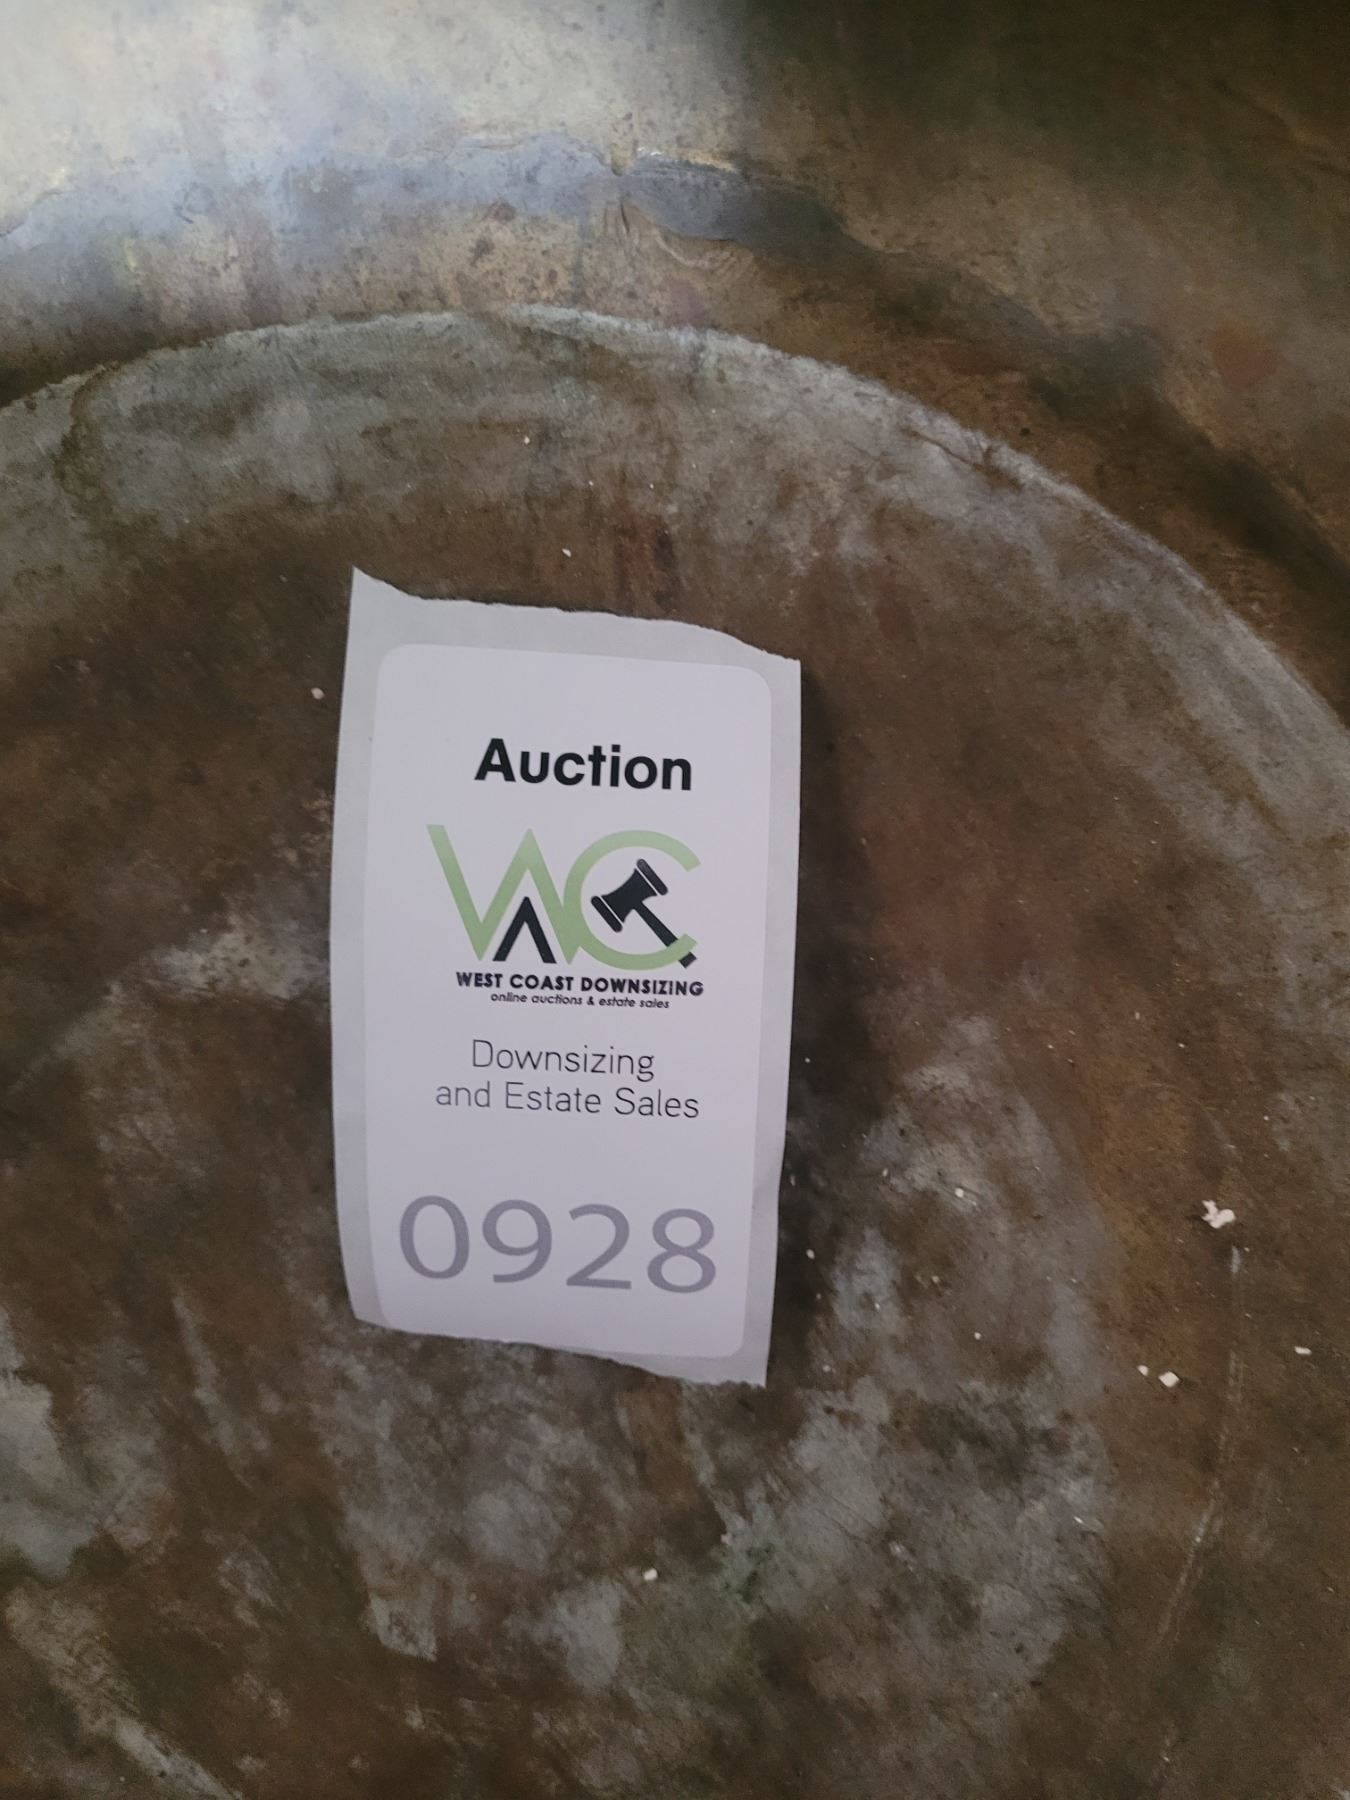 Auction
WC
WEST COAST DOWNSIZING
online auctions & estate sales
Downsizing
and Estate Sales
0928